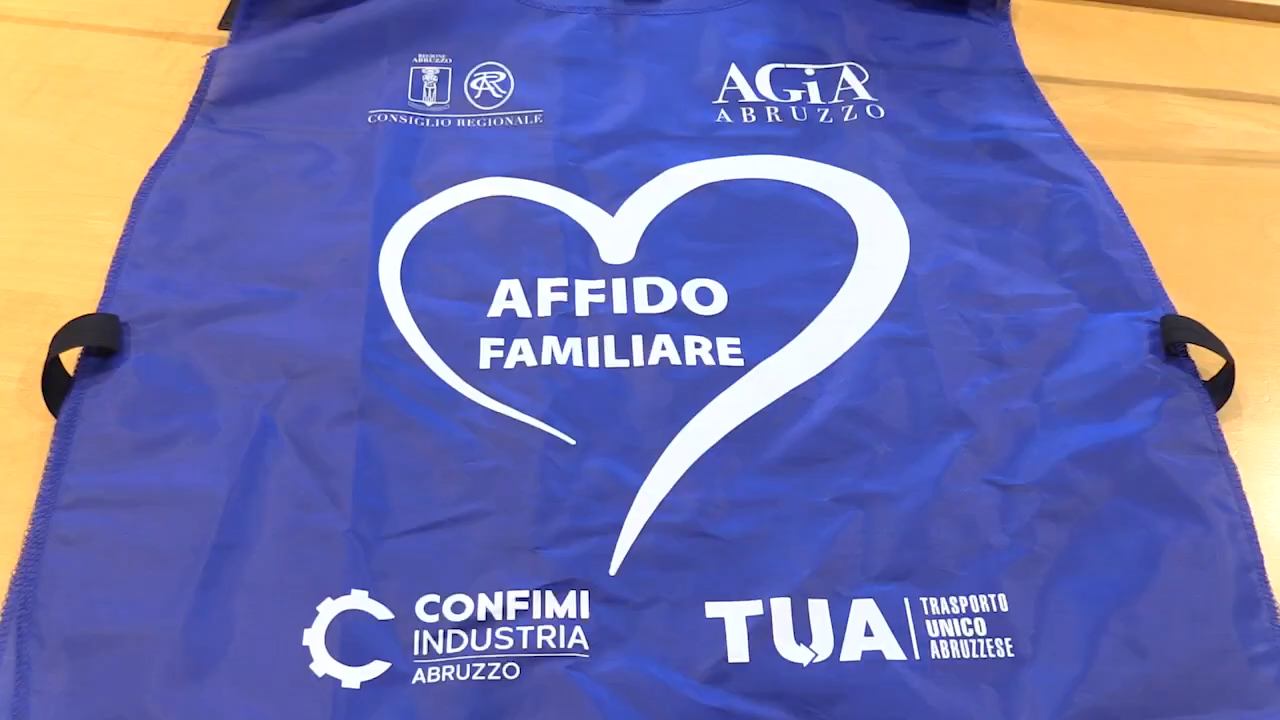 REGIONE
ABRUZZO
CONSIGLIO REGIONALE
AGiA
ABRUZZO
AFFIDO
FAMILIARE
CONFIMI
INDUSTRIA
ABRUZZO
TUA
TRASPORTO
UNICO
ABRUZZESE